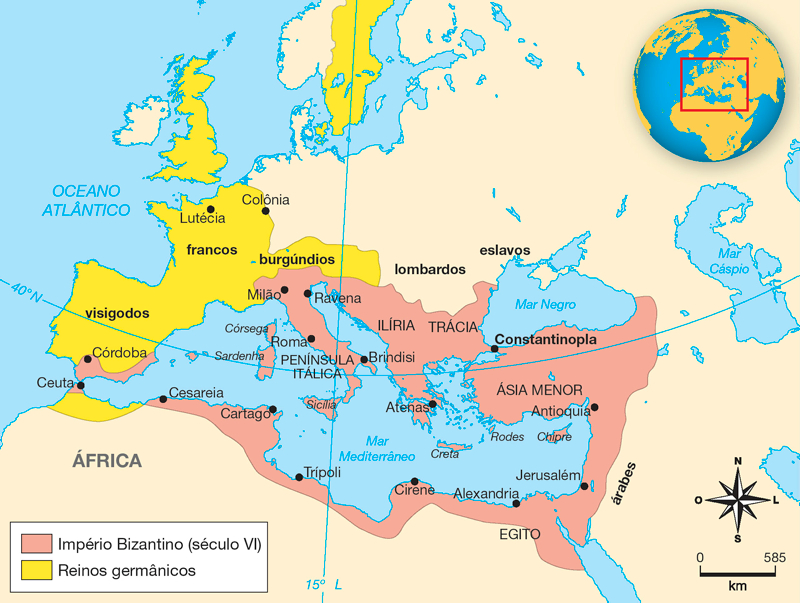 OCEANO
ATLÂNTICO
Colônia
Lutécia
francos
burgúndios
eslavos
lombardos
Mar
Cáspio
40°N
Milão
Ravena
Mar Negro
visigodos
Córsega
ILÍRIA
TRÁCIA
Roma
Constantinopla
Córdoba
Sardenha
PENÍNSULA
ITÁLICA
Brindisi
Ceuta
Cesareia
ÁSIA MENOR
Cartago
Sicília
Atenas
Antioquia
Mar
Mediterrâneo
Rodes
Chipre
Creta
ÁFRICA
Trípoli
Cirene
Alexandria
Jerusalém
árabes
EGITO
N
O
L
S
Império Bizantino (século VI)
Reinos germânicos
15° L
0
585
km